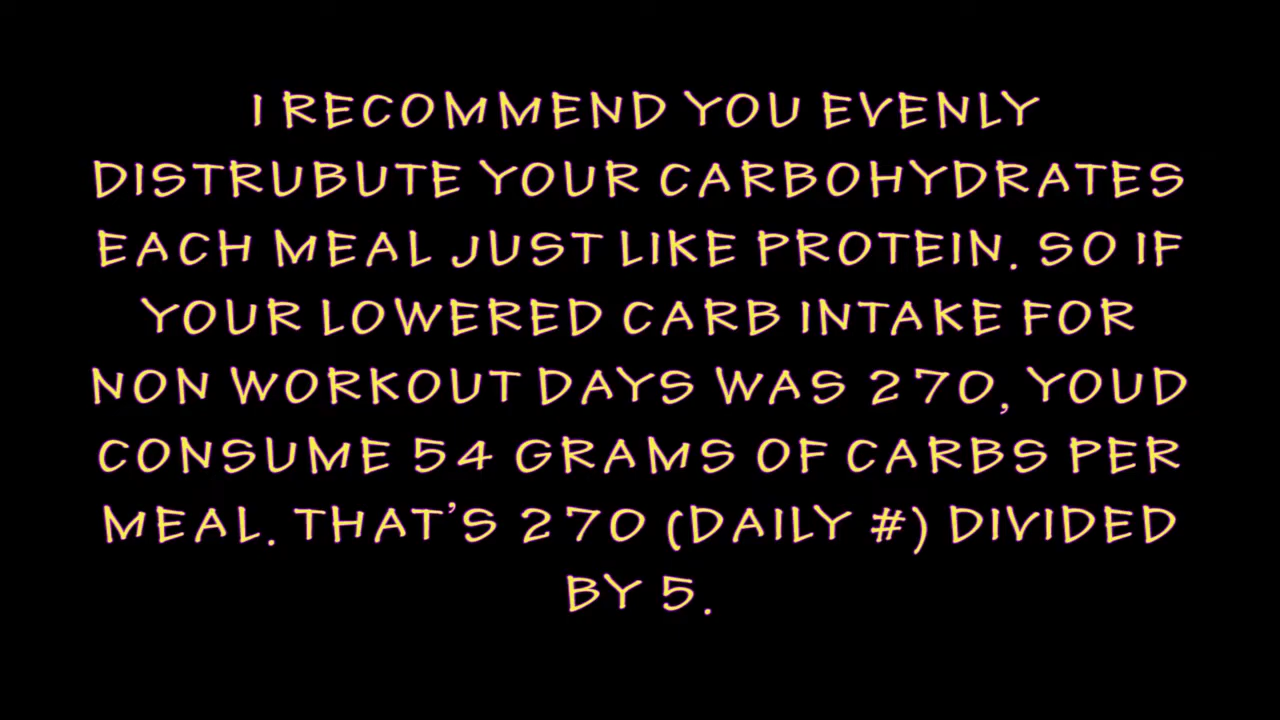 I RECOMMEND YOU EVENLY
DISTRUBUTE YOUR CARBOHYDRATES
EACH MEAL JUST LIKE PROTEIN. SO IF
YOUR LOWERED CARB INTAKE FOR
NON WORKOUT DAYS WAS 270, YOUD
CONSUME 54 GRAMS OF CARBS PER
MEAL. THAT'S 270 (DAILY #) DIVIDED
BY 5.